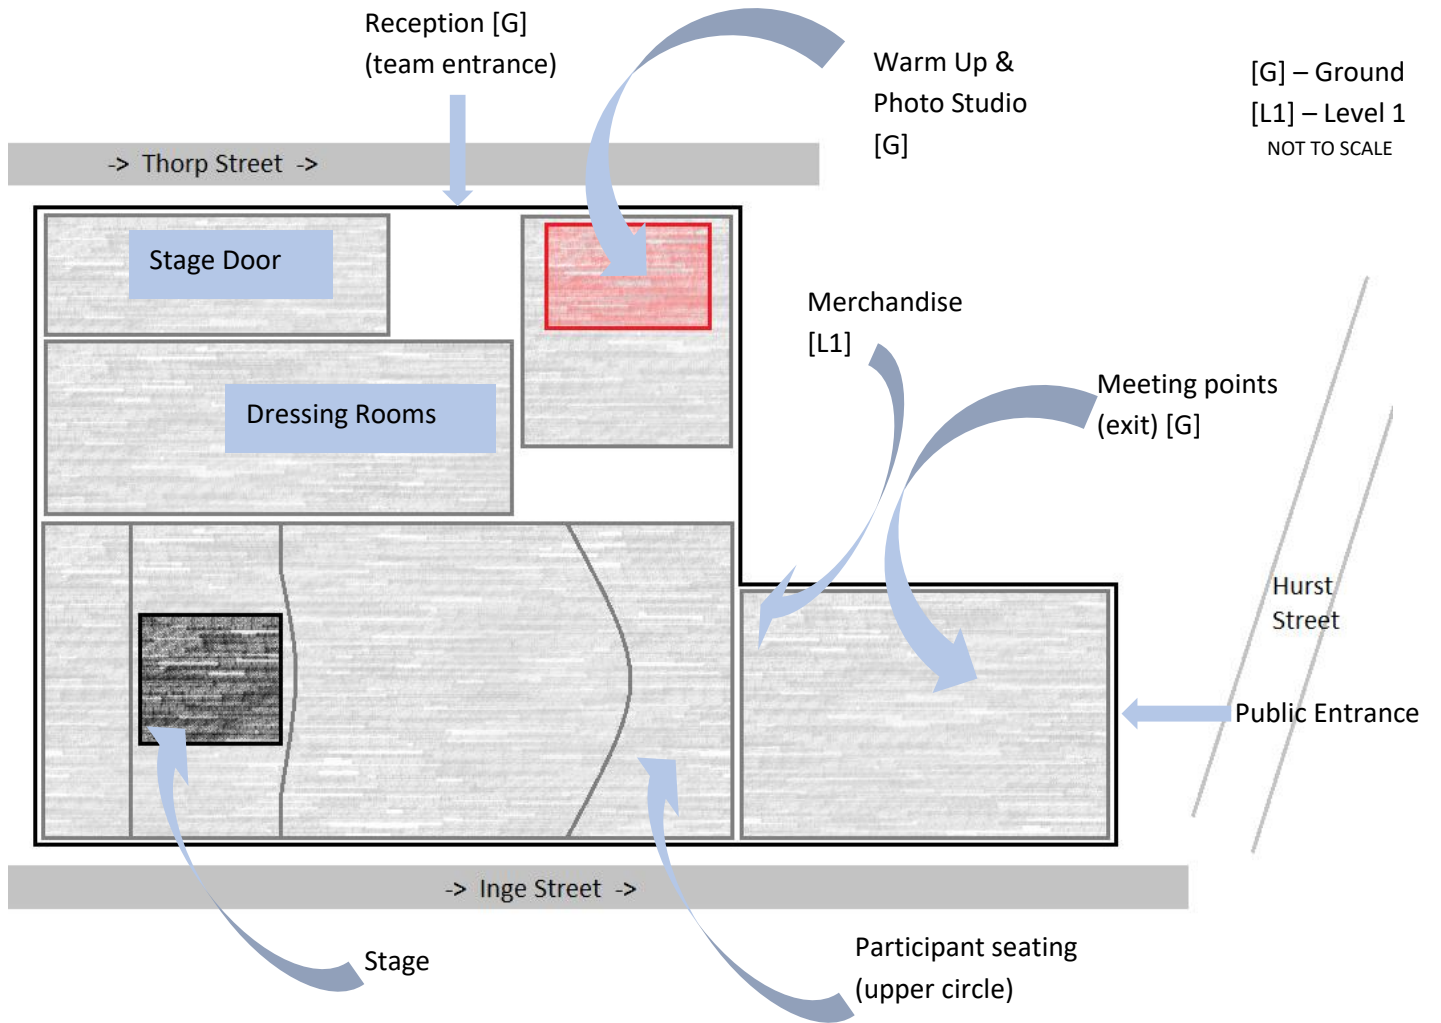 Reception [G]
(team entrance)
Warm Up &
Photo Studio
[G]
[G] – Ground
[L1] – Level 1
NOT TO SCALE
-> Thorp Street ->
Stage Door
Merchandise
[L1]
Meeting points
(exit) [G]
Dressing Rooms
Hurst
Street
Public Entrance
-> Inge Street ->
Stage
Participant seating
(upper circle)